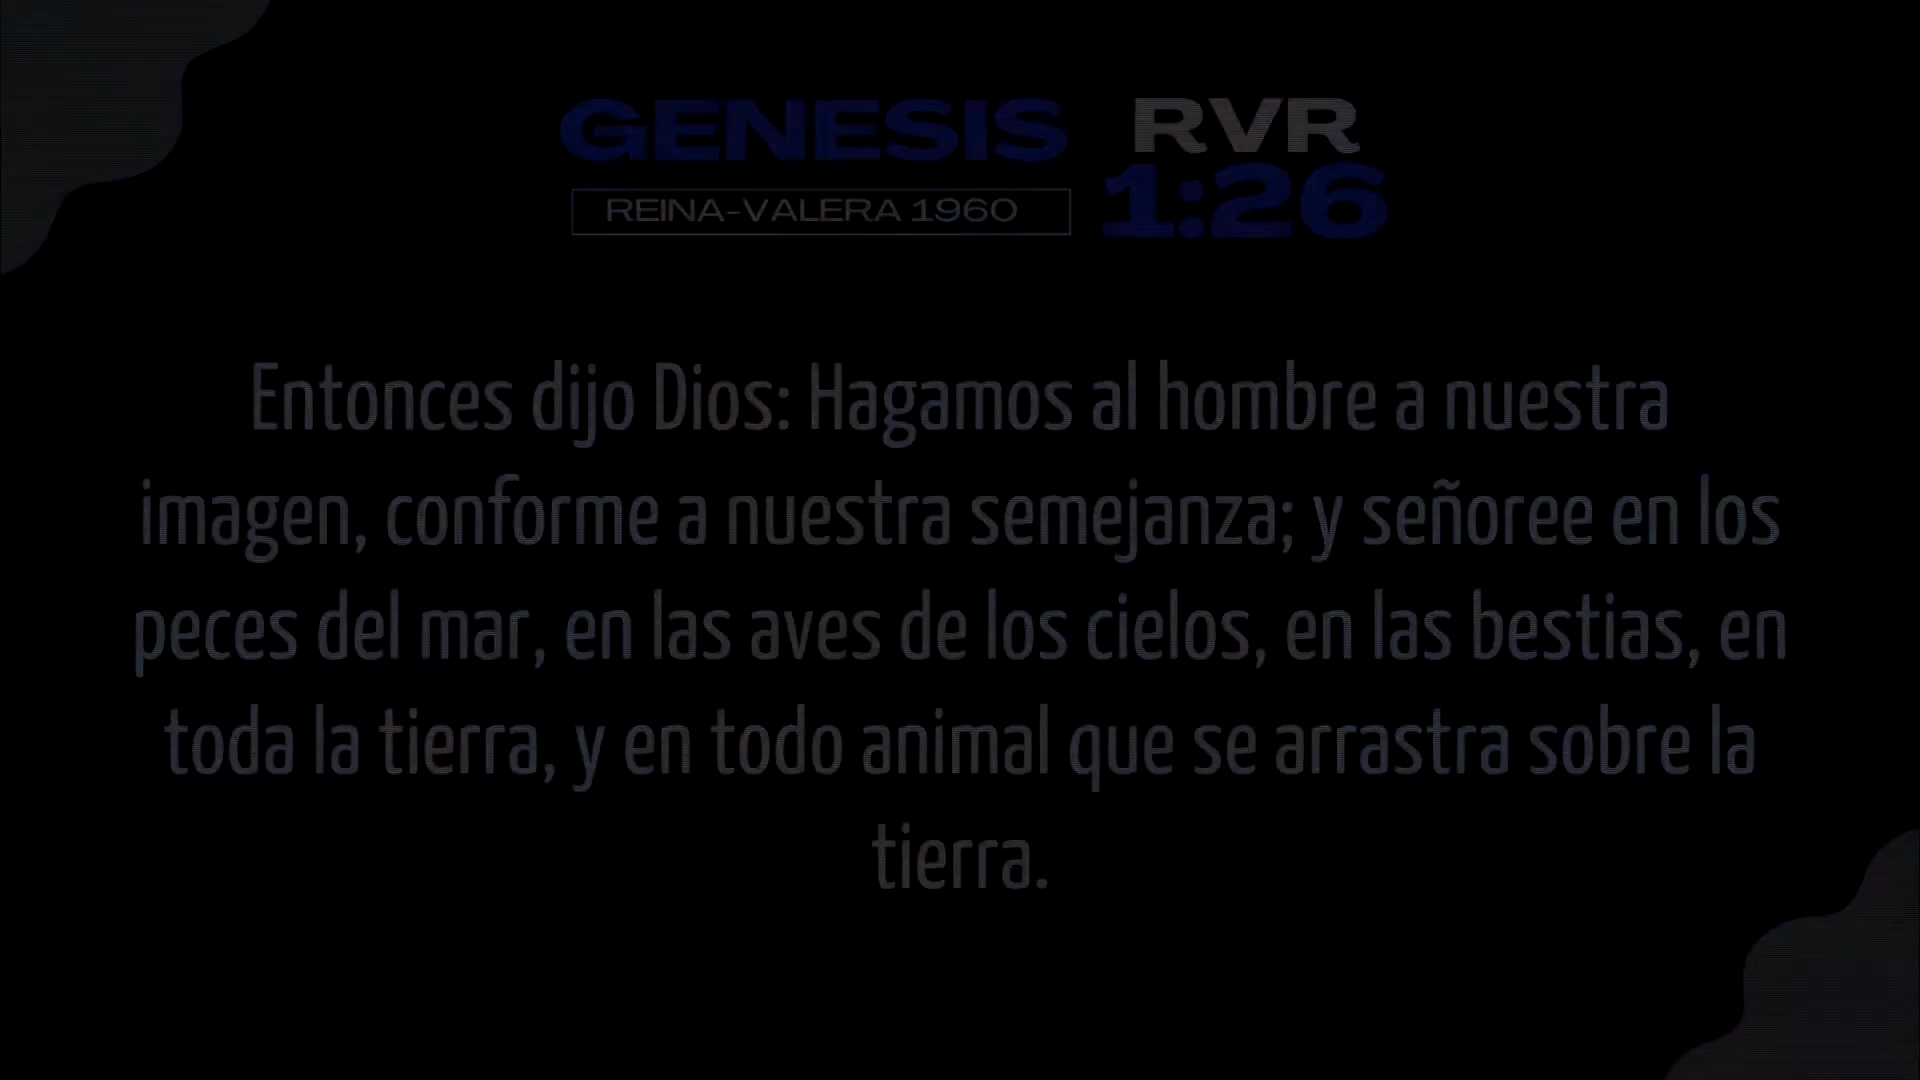 GENESIS RVR
REINA-VALERA 1960 1:26
Entonces dijo Dios: Hagamos al hombre a nuestra
imagen, conforme a nuestra semejanza; y señoree en los
peces del mar, en las aves de los cielos, en las bestias, en
toda la tierra, y en todo animal que se arrastra sobre la
tierra.